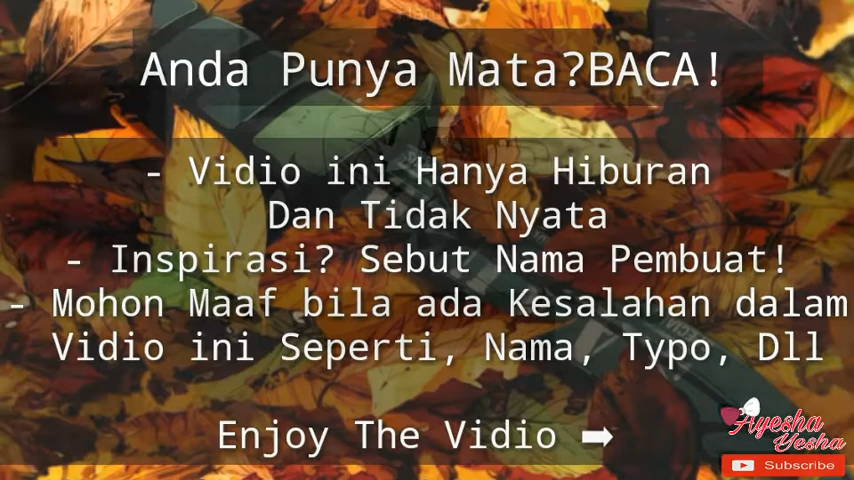 Anda Punya Mata?BACA!
- Vidio ini Hanya Hiburan
Dan Tidak Nyata
- Inspirasi? Sebut Nama Pembuat!
- Mohon Maaf bila ada Kesalahan dalam
Vidio ini Seperti, Nama, Typo, Dll
Enjoy The Vidio ➡
Ayesha
Yesha
Subscribe